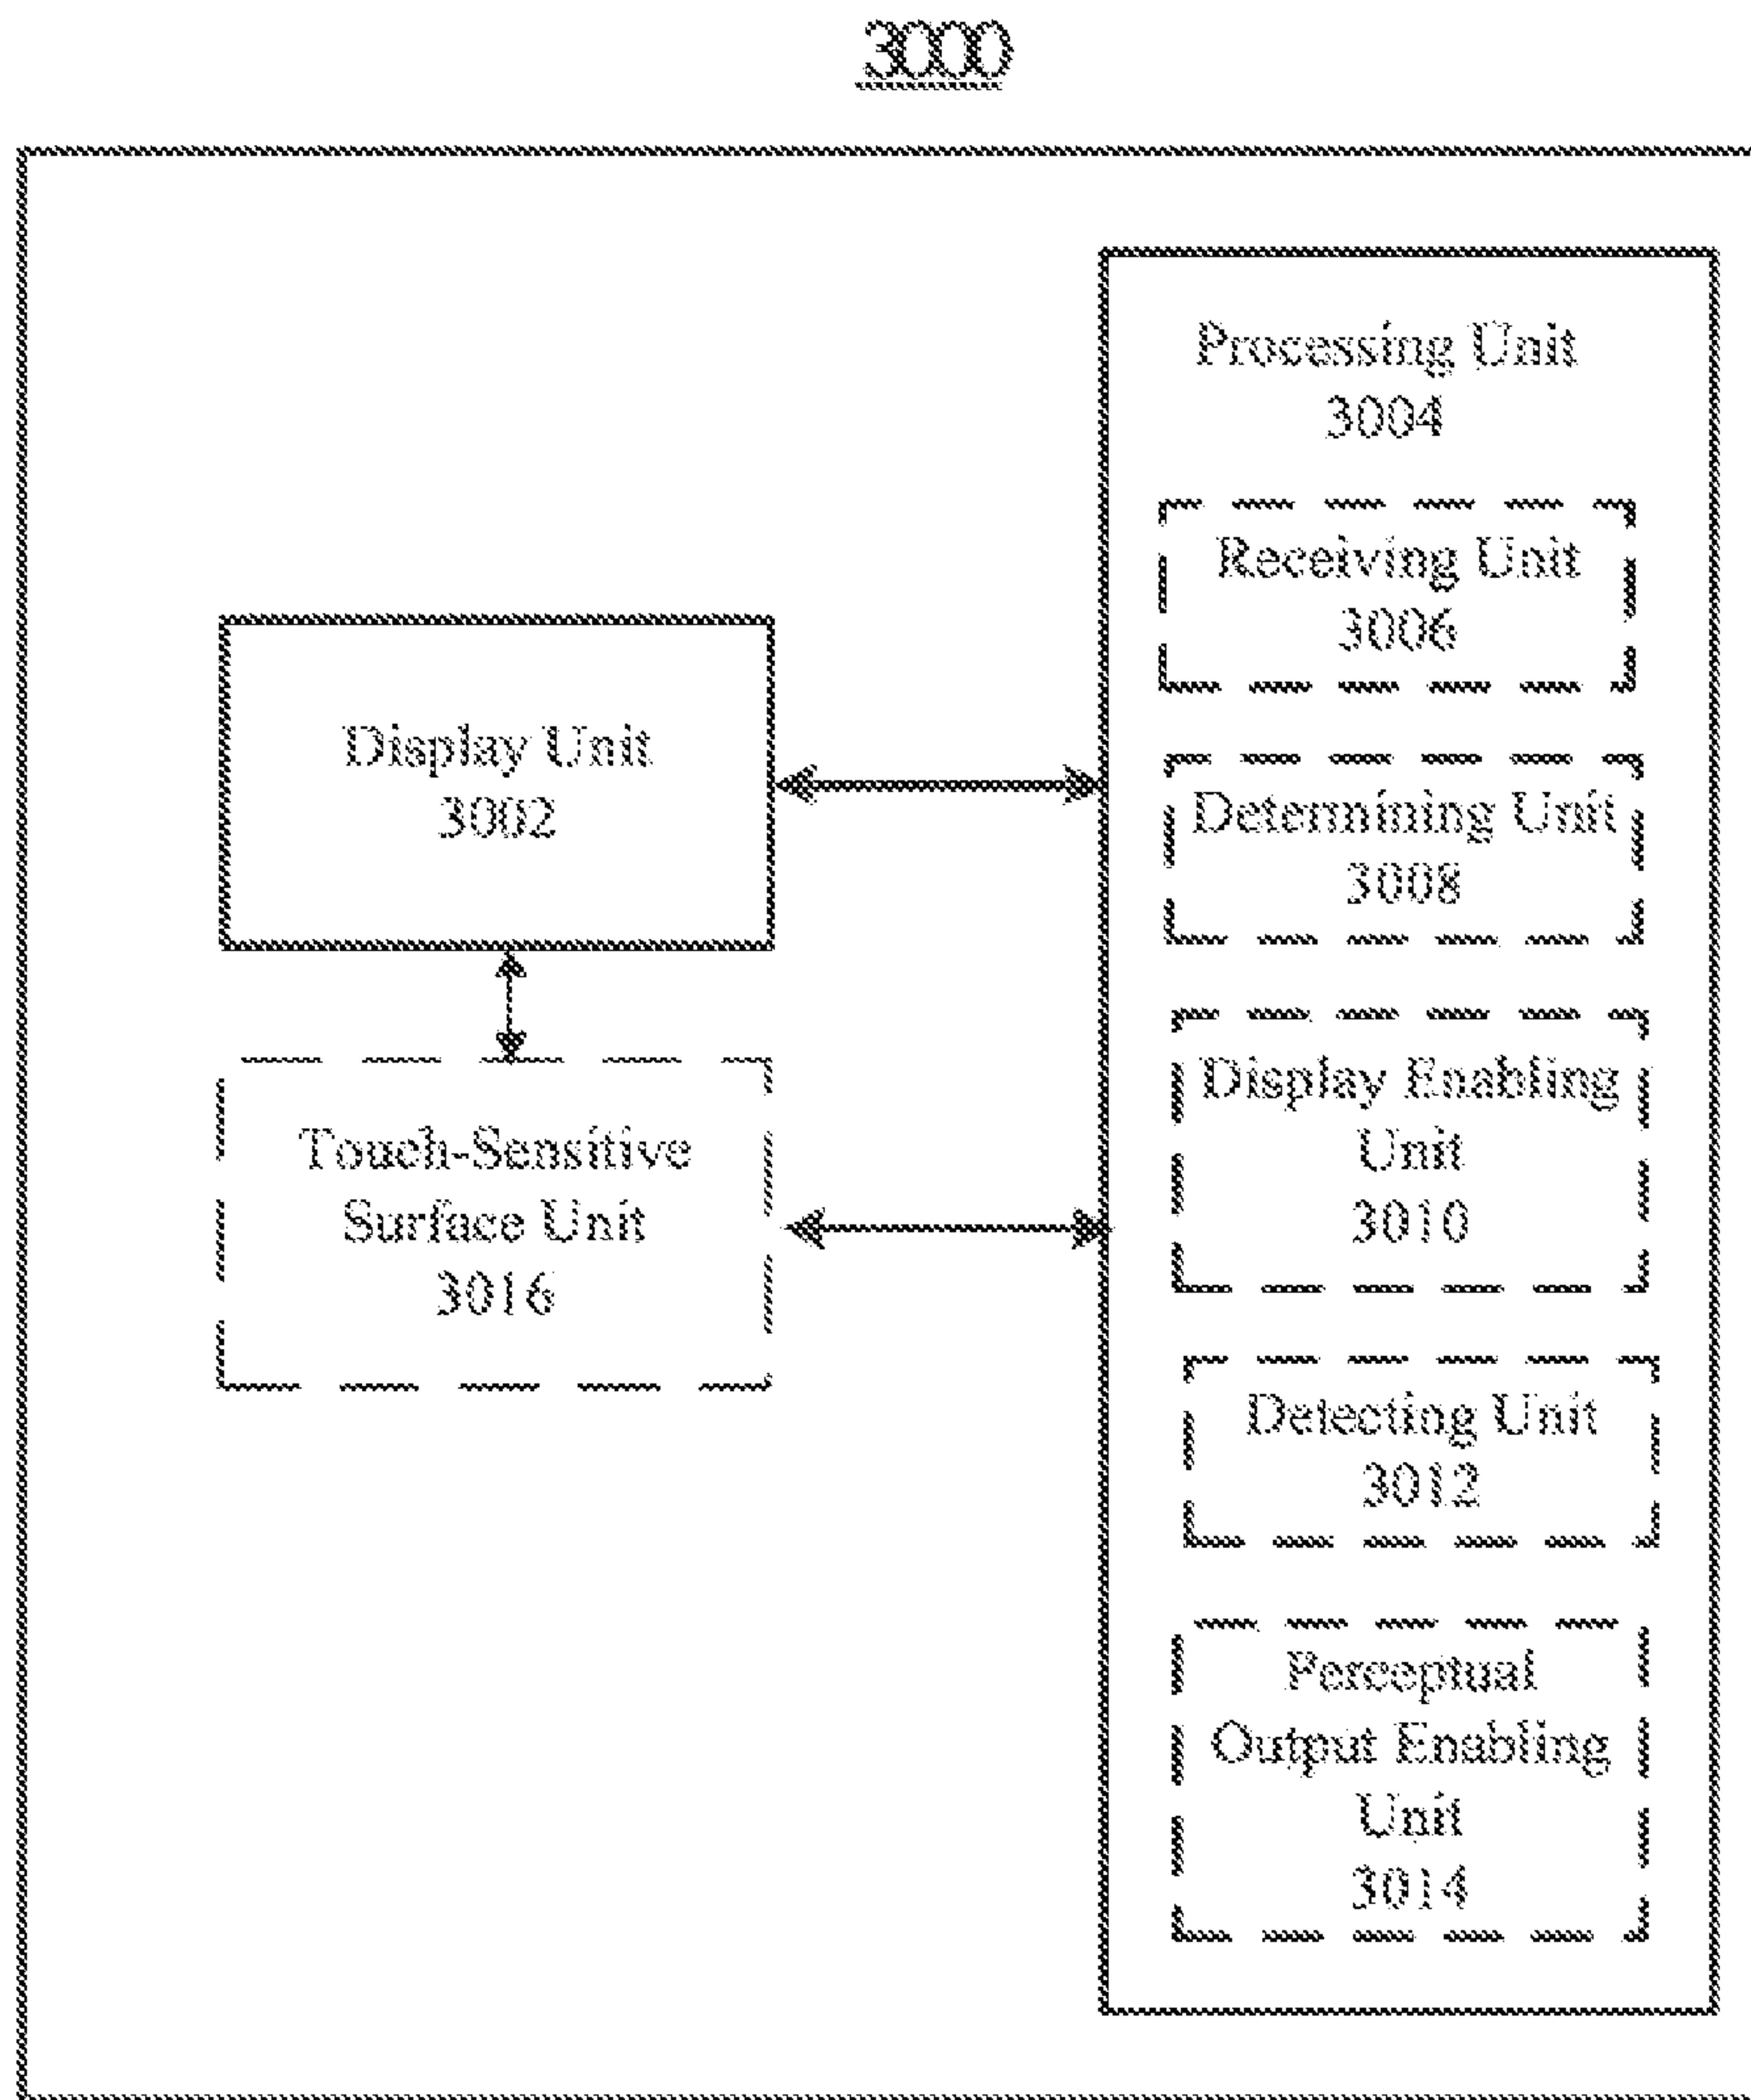 3000
Processing Unit
3004
Receiving Unit
3006
Determining Unit
3008
Display Enabling
Unit
3010
Detecting Unit
3012
Perceptual
Output Enabling
Unit
3014
Display Unit
3002
Touch-Sensitive
Surface Unit
3016